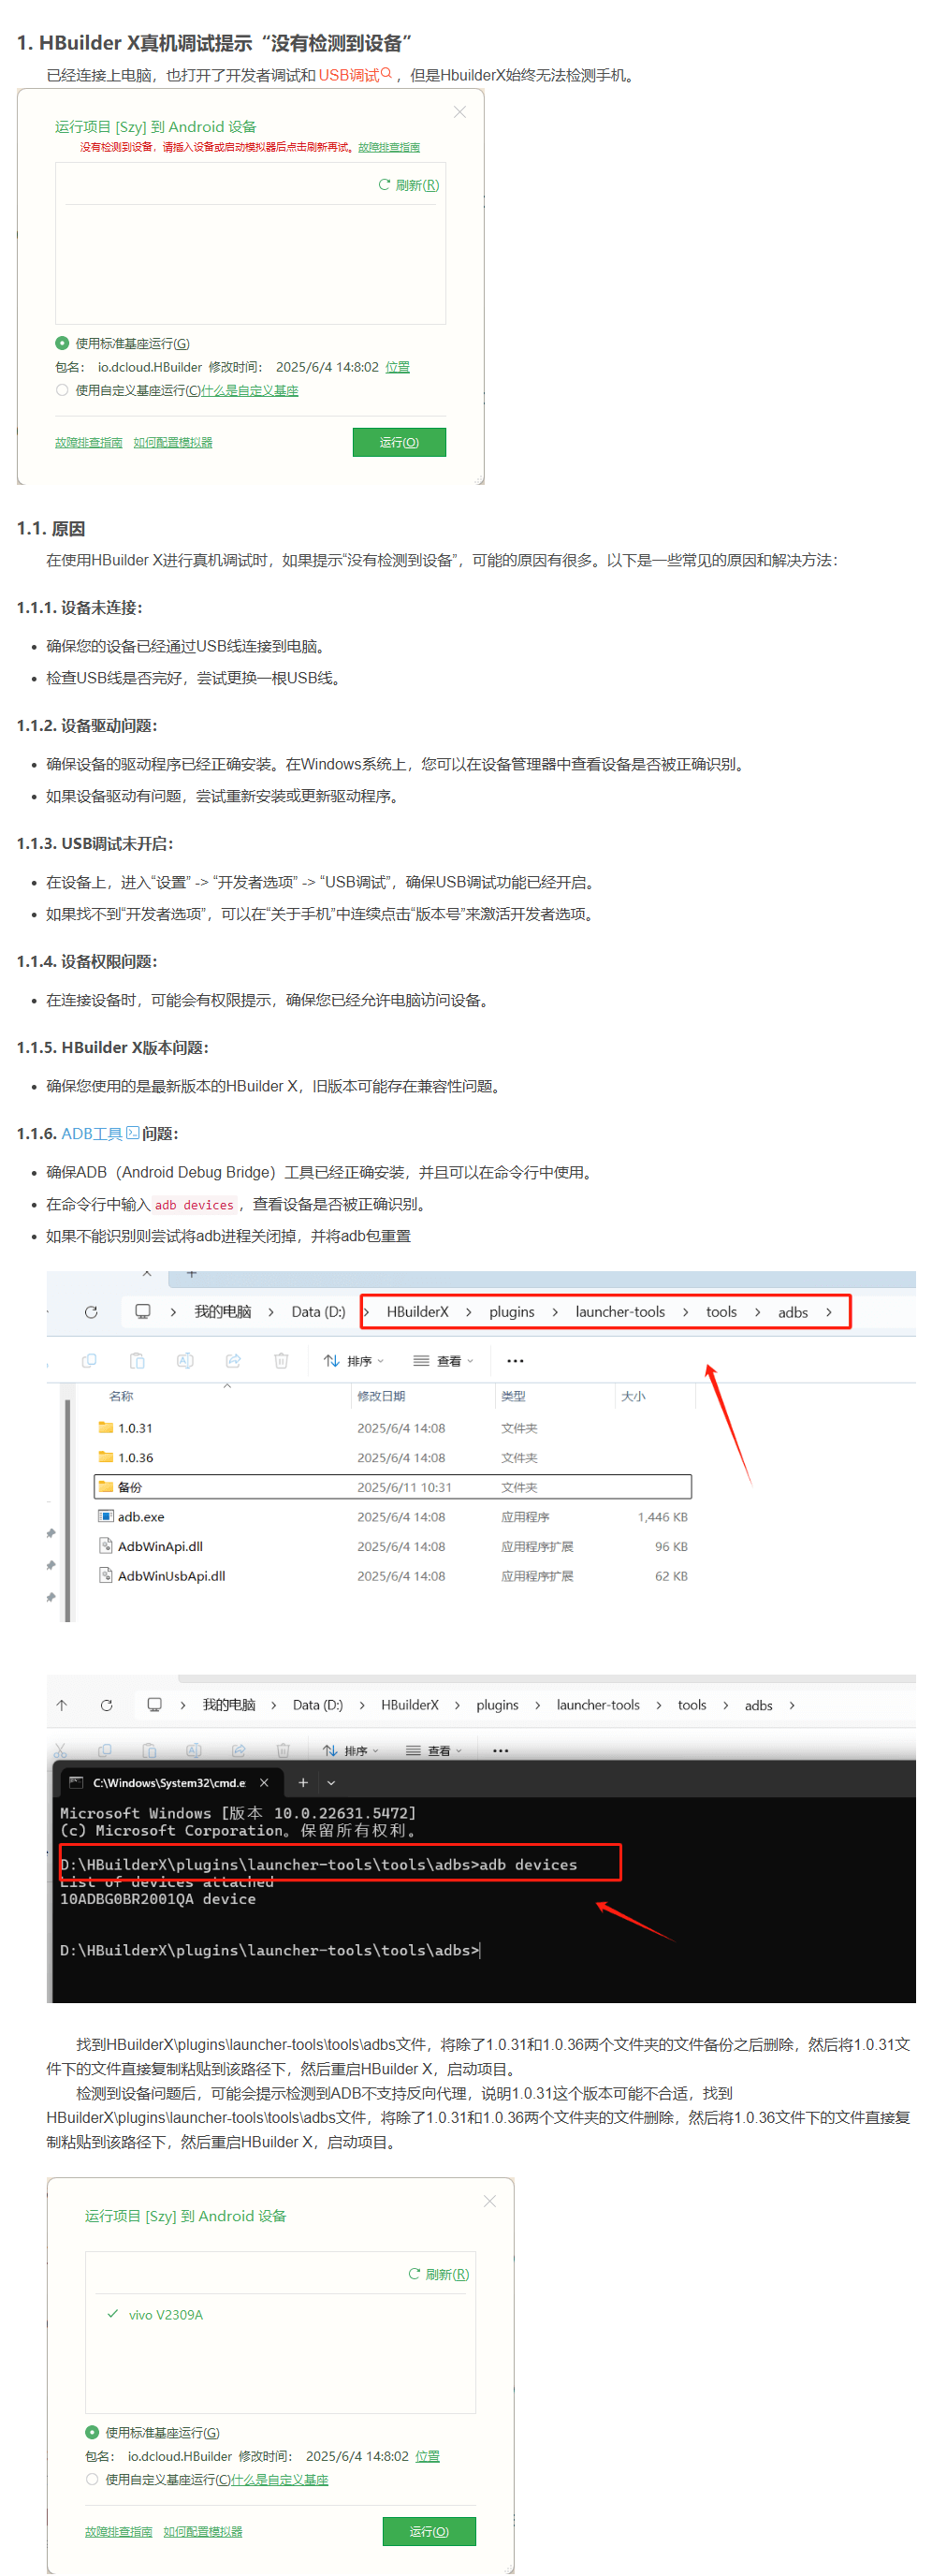 1. HBuilder X真机调试提示“没有检测到设备”
已经连接上电脑，也打开了开发者调试和 USB调试，但是HbuilderX始终无法检测手机。
运行项目 [Szy] 到 Android 设备
没有检测到设备，请插入设备或启动模拟器后点击刷新再试。故障排查指南
刷新(R)
使用标准基座运行(G)
包名： io.dcloud.HBuilder 修改时间： 2025/6/4 14:8:02 位置
使用自定义基座运行(C)什么是自定义基座
故障排查指南 如何配置模拟器 运行(O)
1.1. 原因
在使用HBuilder X进行真机调试时，如果提示“没有检测到设备”，可能的原因有很多。以下是一些常见的原因和解决方法：
1.1.1. 设备未连接：
• 确保您的设备已经通过USB线连接到电脑。
• 检查USB线是否完好，尝试更换一根USB线。
1.1.2. 设备驱动问题：
• 确保设备的驱动程序已经正确安装。在Windows系统上，您可以在设备管理器中查看设备是否被正确识别。
• 如果设备驱动有问题，尝试重新安装或更新驱动程序。
1.1.3. USB调试未开启：
• 在设备上，进入“设置” -> “开发者选项” -> “USB调试”，确保USB调试功能已经开启。
• 如果找不到“开发者选项”，可以在“关于手机”中连续点击“版本号”来激活开发者选项。
1.1.4. 设备权限问题：
• 在连接设备时，可能会有权限提示，确保您已经允许电脑访问设备。
1.1.5. HBuilder X版本问题：
• 确保您使用的是最新版本的HBuilder X，旧版本可能存在兼容性问题。
1.1.6. ADB工具问题：
• 确保ADB（Android Debug Bridge）工具已经正确安装，并且可以在命令行中使用。
• 在命令行中输入 adb devices ，查看设备是否被正确识别。
• 如果不能识别则尝试将adb进程关闭掉，并将adb包重置
> 我的电脑 > Data (D:) > HBuilderX > plugins > launcher-tools > tools > adbs >
排序 查看 •••
名称 修改日期 类型 大小
1.0.31 2025/6/4 14:08 文件夹
1.0.36 2025/6/4 14:08 文件夹
备份 2025/6/11 10:31 文件夹
adb.exe 2025/6/4 14:08 应用程序 1,446 KB
AdbWinApi.dll 2025/6/4 14:08 应用程序扩展 96 KB
AdbWinUsbApi.dll 2025/6/4 14:08 应用程序扩展 62 KB
> 我的电脑 > Data (D:) > HBuilderX > plugins > launcher-tools > tools > adbs >
排序 查看 •••
C:\Windows\System32\cmd.e
Microsoft Windows [版本 10.0.22631.5472]
(c) Microsoft Corporation。保留所有权利。
D:\HBuilderX\plugins\launcher-tools\tools\adbs>adb devices
List of devices attached
10ADBG0BR2001QA device
D:\HBuilderX\plugins\launcher-tools\tools\adbs>
找到HBuilderX\plugins\launcher-tools\tools\adbs文件，将除了1.0.31和1.0.36两个文件夹的文件备份之后删除，然后将1.0.31文
件下的文件直接复制粘贴到该路径下，然后重启HBuilder X，启动项目。
检测到设备问题后，可能会提示检测到ADB不支持反向代理，说明1.0.31这个版本可能不合适，找到
HBuilderX\plugins\launcher-tools\tools\adbs文件，将除了1.0.31和1.0.36两个文件夹的文件删除，然后将1.0.36文件下的文件直接复
制粘贴到该路径下，然后重启HBuilder X，启动项目。
运行项目 [Szy] 到 Android 设备
刷新(R)
vivo V2309A
使用标准基座运行(G)
包名： io.dcloud.HBuilder 修改时间： 2025/6/4 14:8:02 位置
使用自定义基座运行(C)什么是自定义基座
故障排查指南 如何配置模拟器 运行(O)